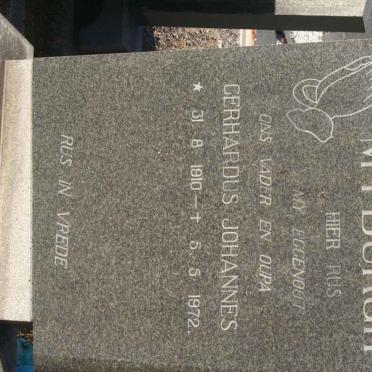 MYBURGH
HIER RUS
MY EGGENOOT
ONS VADER EN OUPA
GERHARDUS JOHANNES
★ 31. 8. 1910 — † 5. 5. 1972.
RUS IN VREDE